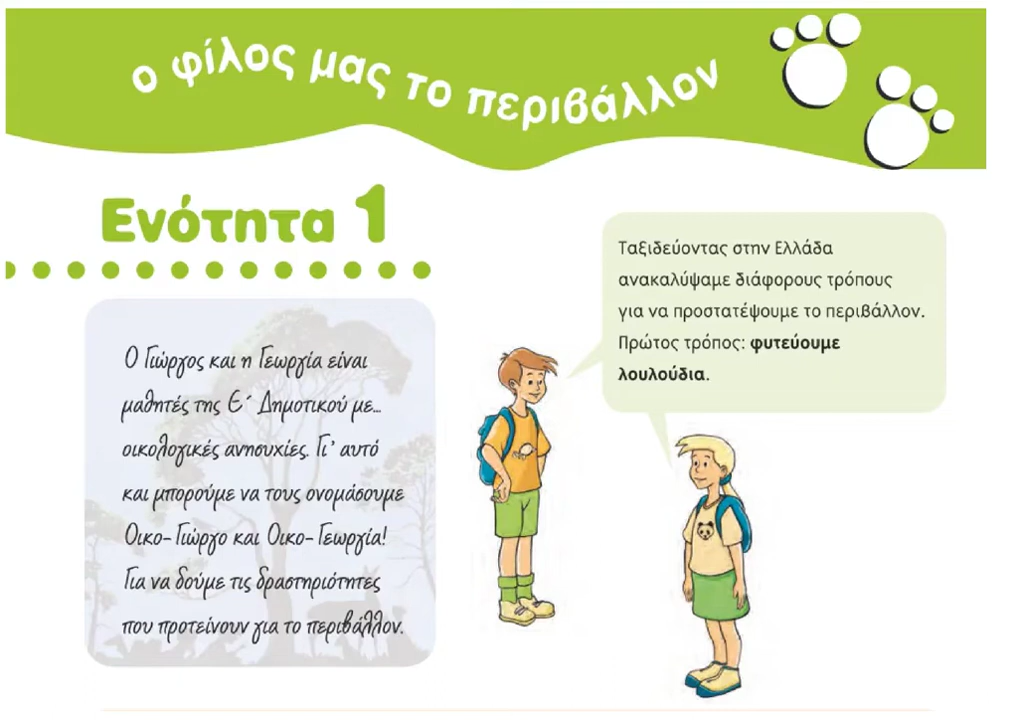 ο φίλος μας το περιβάλλον
Ενότητα 1
Ο Γιώργος και η Γεωργία είναι
μαθητές της Ε΄ Δημοτικού με...
οικολογικές ανησυχίες. Γι' αυτό
και μπορούμε να τους ονομάσουμε
Οικο-Γιώργο και Οικο-Γεωργία!
Για να δούμε τις δραστηριότητες
που προτείνουν για το περιβάλλον.
Ταξιδεύοντας στην Ελλάδα
ανακαλύψαμε διάφορους τρόπους
για να προστατέψουμε το περιβάλλον.
Πρώτος τρόπος: φυτεύουμε
λουλούδια.